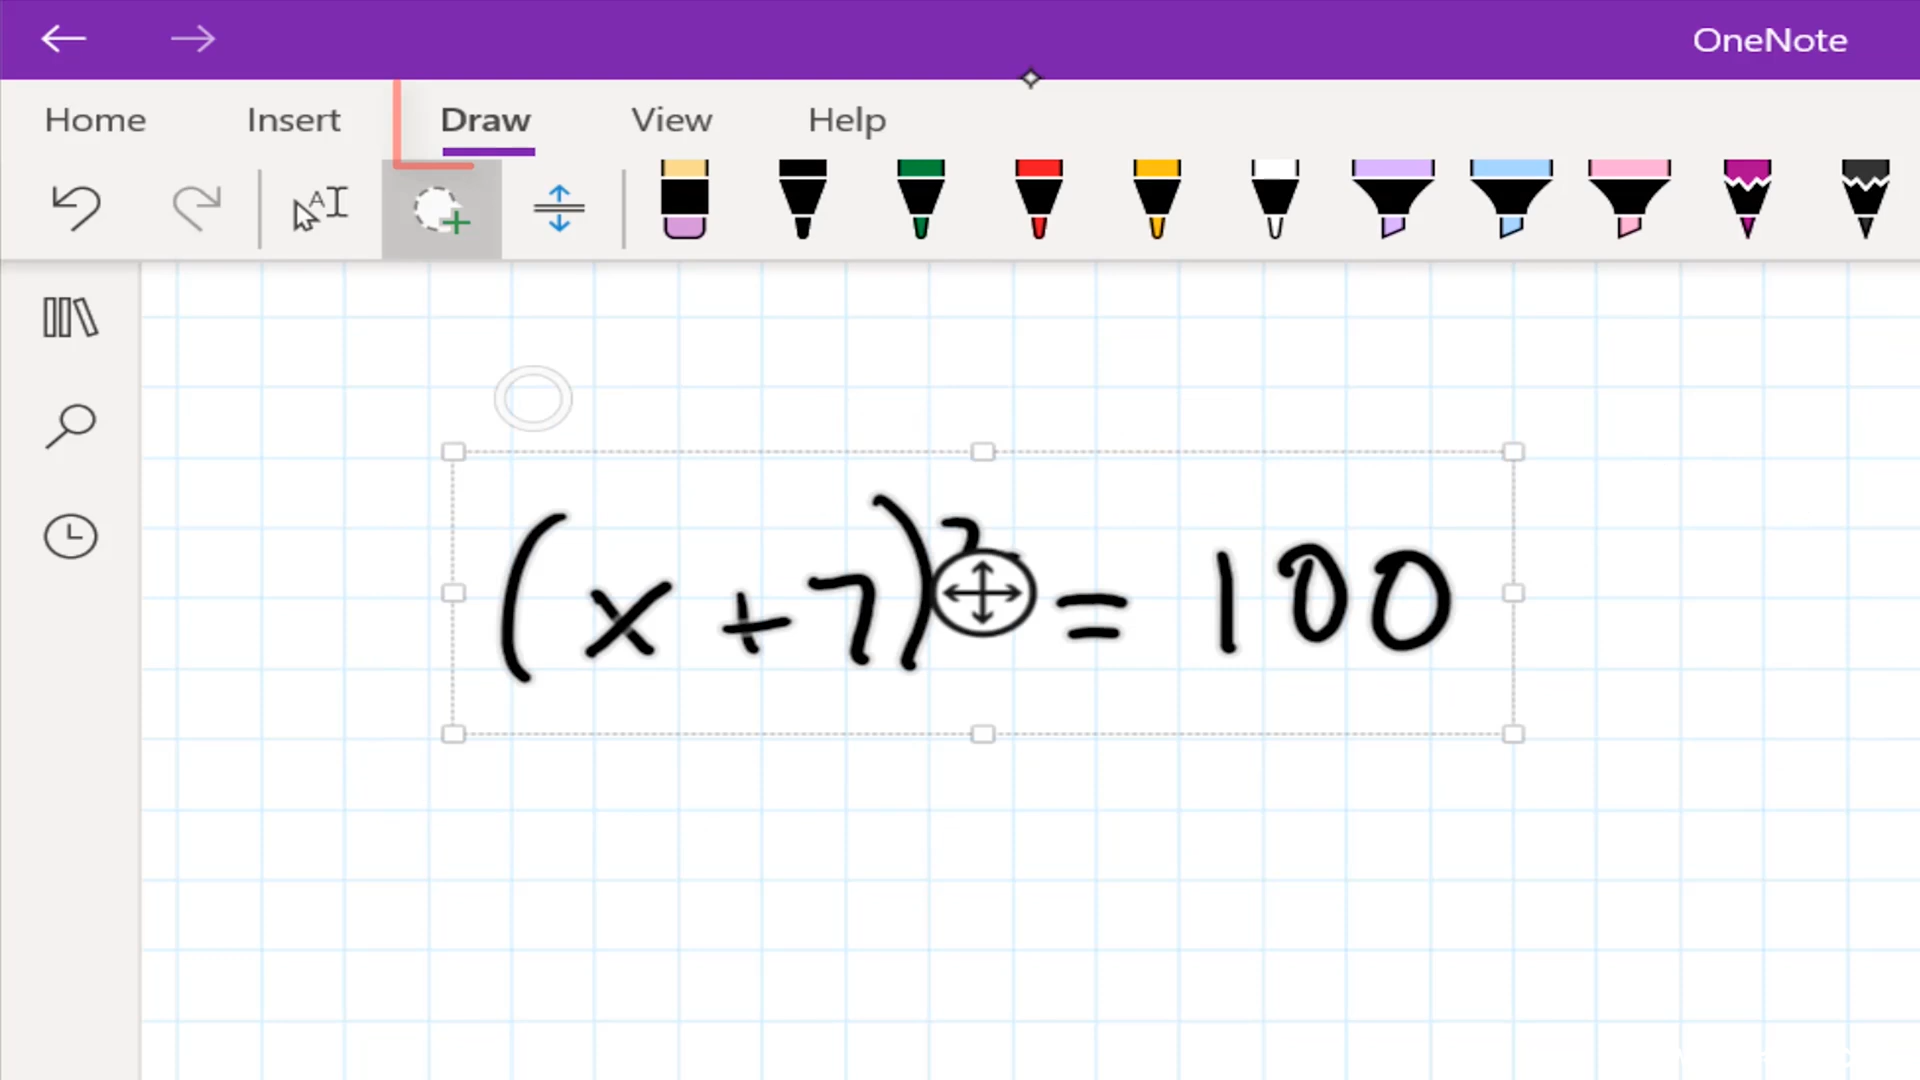 OneNote
Home Insert Draw View Help
(x+7)² = 100